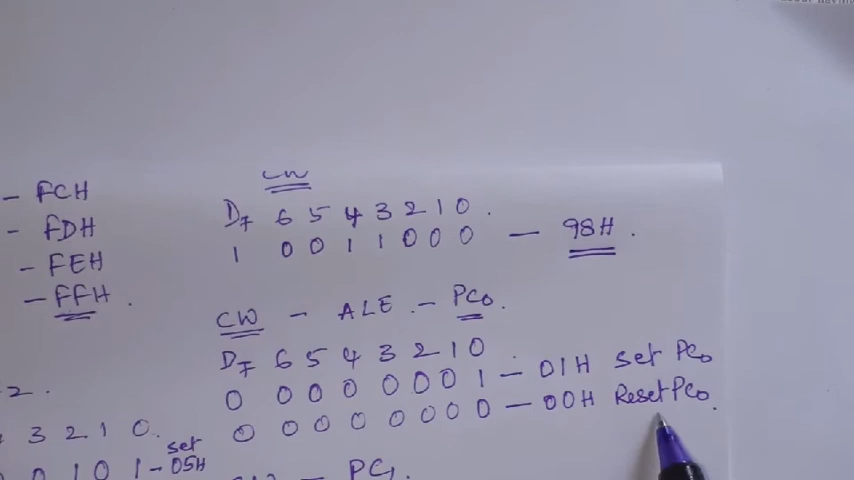 - FCH
- FDH
- FEH
- FFH.
CW
D7 6 5 4 3 2 1 0.
1 0 0 1 1 0 0 0 - 98H.
CW - ALE - PC0.
D7 6 5 4 3 2 1 0
0 0 0 0 0 0 0 1 - 01H Set PC0
0 0 0 0 0 0 0 0 - 00H Reset PC0.
-2.
3 2 1 0.
0 1 0 1 - 05H set
- PC1.